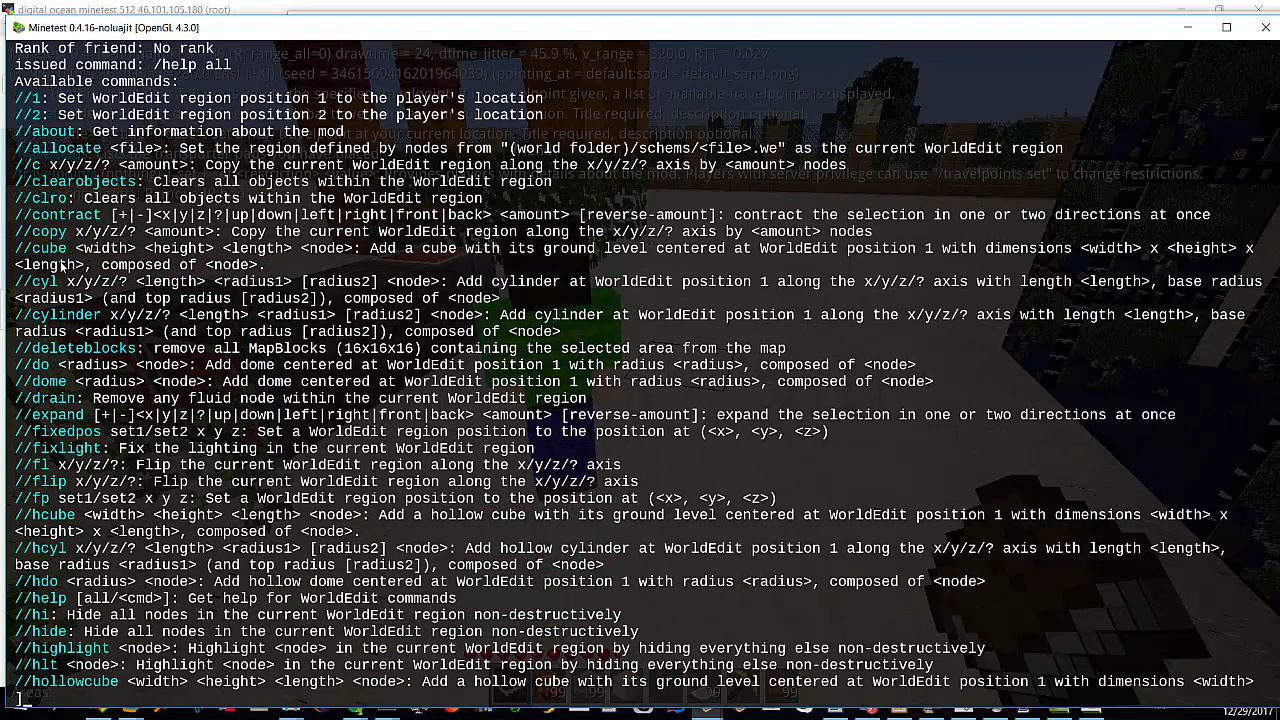 digital ocean minetest 512 46.101.105.180 (root)
Minetest 0.4.16-noluajit [OpenGL 4.3.0]
Rank of friend: No rank
issued command: /help all
Available commands:
//1: Set WorldEdit region position 1 to the player's location
//2: Set WorldEdit region position 2 to the player's location
//about: Get information about the mod
//allocate <file>: Set the region defined by nodes from "(world folder)/schems/<file>.we" as the current WorldEdit region
//c x/y/z/? <amount>: Copy the current WorldEdit region along the x/y/z/? axis by <amount> nodes
//clearobjects: Clears all objects within the WorldEdit region
//clro: Clears all objects within the WorldEdit region
//contract [+|-]<x|y|z|?|up|down|left|right|front|back> <amount> [reverse-amount]: contract the selection in one or two directions at once
//copy x/y/z/? <amount>: Copy the current WorldEdit region along the x/y/z/? axis by <amount> nodes
//cube <width> <height> <length> <node>: Add a cube with its ground level centered at WorldEdit position 1 with dimensions <width> x <height> x
<length>, composed of <node>.
//cyl x/y/z/? <length> <radius1> [radius2] <node>: Add cylinder at WorldEdit position 1 along the x/y/z/? axis with length <length>, base radius
<radius1> (and top radius [radius2]), composed of <node>
//cylinder x/y/z/? <length> <radius1> [radius2] <node>: Add cylinder at WorldEdit position 1 along the x/y/z/? axis with length <length>, base
radius <radius1> (and top radius [radius2]), composed of <node>
//deleteblocks: remove all MapBlocks (16x16x16) containing the selected area from the map
//do <radius> <node>: Add dome centered at WorldEdit position 1 with radius <radius>, composed of <node>
//dome <radius> <node>: Add dome centered at WorldEdit position 1 with radius <radius>, composed of <node>
//drain: Remove any fluid node within the current WorldEdit region
//expand [+|-]<x|y|z|?|up|down|left|right|front|back> <amount> [reverse-amount]: expand the selection in one or two directions at once
//fixedpos set1/set2 x y z: Set a WorldEdit region position to the position at (<x>, <y>, <z>)
//fixlight: Fix the lighting in the current WorldEdit region
//fl x/y/z/?: Flip the current WorldEdit region along the x/y/z/? axis
//flip x/y/z/?: Flip the current WorldEdit region along the x/y/z/? axis
//fp set1/set2 x y z: Set a WorldEdit region position to the position at (<x>, <y>, <z>)
//hcube <width> <height> <length> <node>: Add a hollow cube with its ground level centered at WorldEdit position 1 with dimensions <width> x
<height> x <length>, composed of <node>.
//hcyl x/y/z/? <length> <radius1> [radius2] <node>: Add hollow cylinder at WorldEdit position 1 along the x/y/z/? axis with length <length>,
base radius <radius1> (and top radius [radius2]), composed of <node>
//hdo <radius> <node>: Add hollow dome centered at WorldEdit position 1 with radius <radius>, composed of <node>
//help [all/<cmd>]: Get help for WorldEdit commands
//hi: Hide all nodes in the current WorldEdit region non-destructively
//hide: Hide all nodes in the current WorldEdit region non-destructively
//highlight <node>: Highlight <node> in the current WorldEdit region by hiding everything else non-destructively
//hlt <node>: Highlight <node> in the current WorldEdit region by hiding everything else non-destructively
//hollowcube <width> <height> <length> <node>: Add a hollow cube with its ground level centered at WorldEdit position 1 with dimensions <width>
]_
12/29/2017